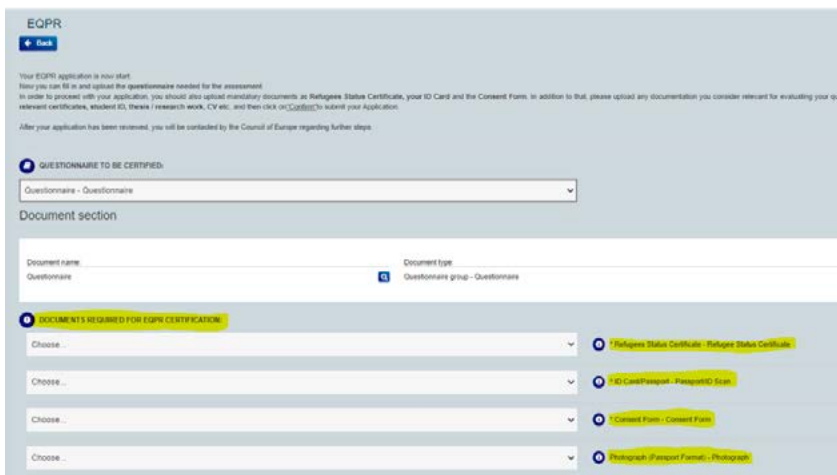 EQPR
Back
Your EQPR application is now start.
Now you can fill in and upload the questionnaire needed for the assessment
In order to proceed with your application, you should also upload mandatory documents as Refugees Status Certificate, your ID Card and the Consent Form. In addition to that, please upload any documentation you consider relevant for evaluating your qu
relevant certificates, student ID, thesis / research work, CV etc. and then click on "Confirm" to submit your Application.
After your application has been reviewed, you will be contacted by the Council of Europe regarding further steps
QUESTIONNAIRE TO BE CERTIFIED:
Questionnaire - Questionnaire
Document section
Document name: Document type:
Questionnaire Questionnaire group - Questionnaire
DOCUMENTS REQUIRED FOR EQPR CERTIFICATION:
Choose... * Refugees Status Certificate - Refugee Status Certificate
Choose... * ID Card/Passport - Passport/ID Scan
Choose... * Consent Form - Consent Form
Choose... Photograph (Passport Format) - Photograph